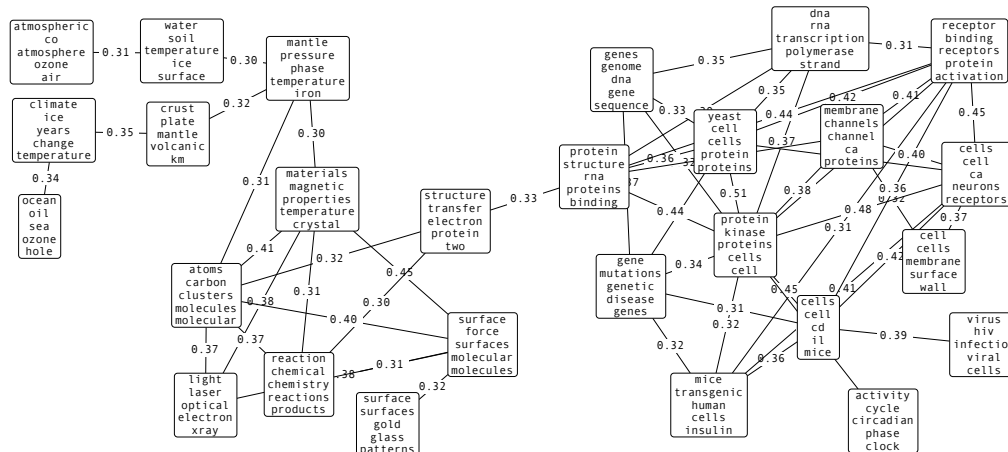 atmospheric
co
atmosphere
ozone
air
0.31
water
soil
temperature
ice
surface
0.30
mantle
pressure
phase
temperature
iron
climate
ice
years
change
temperature
0.35
crust
plate
mantle
volcanic
km
0.32
0.34
ocean
oil
sea
ozone
hole
0.30
0.31
materials
magnetic
properties
temperature
crystal
0.41
0.32
structure
transfer
electron
protein
two
0.33
atoms
carbon
clusters
molecules
molecular
0.45
0.38
0.31
0.30
0.40
0.37
0.37
surface
force
surfaces
molecular
molecules
0.31
.38
0.32
light
laser
optical
electron
xray
reaction
chemical
chemistry
reactions
products
surface
surfaces
gold
glass
patterns
dna
rna
transcription
polymerase
strand
0.31
receptor
binding
receptors
protein
activation
genes
genome
dna
gene
sequence
0.35
0.35
0.33
0.42
0.41
0.44
0.45
yeast
cell
cells
protein
proteins
membrane
channels
channel
ca
proteins
0.37
0.40
protein
structure
rna
proteins
binding
0.36
cells
cell
ca
neurons
receptors
0.38
0.36
0.32
0.51
0.44
0.48
0.37
0.31
protein
kinase
proteins
cells
cell
cell
cells
membrane
surface
wall
gene
mutations
genetic
disease
genes
0.34
0.42
0.45
0.41
0.31
0.32
0.32
0.36
cells
cell
cd
il
mice
0.39
virus
hiv
infection
viral
cells
mice
transgenic
human
cells
insulin
activity
cycle
circadian
phase
clock